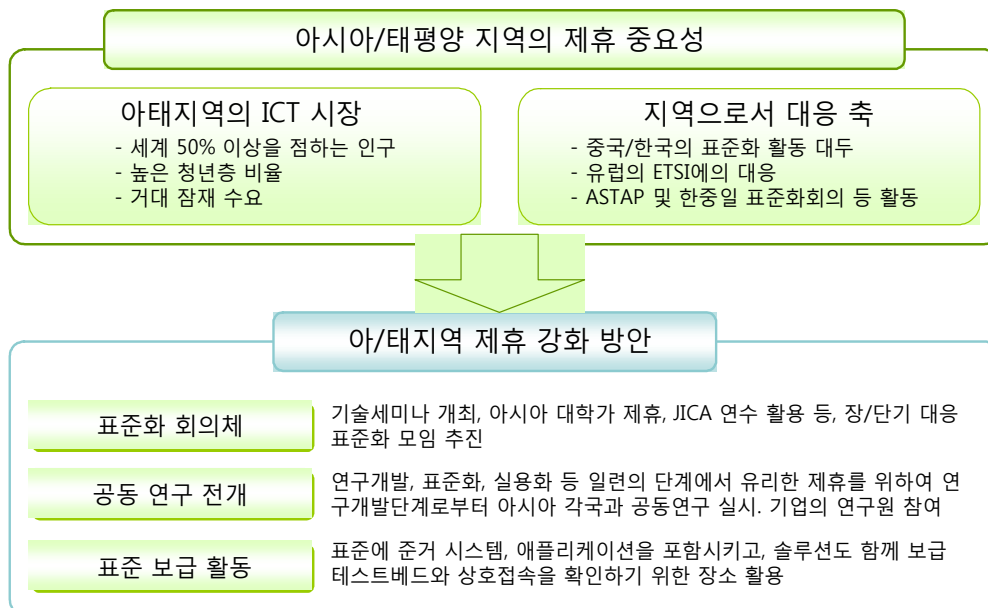 아시아/태평양 지역의 제휴 중요성
아태지역의 ICT 시장
- 세계 50% 이상을 점하는 인구
- 높은 청년층 비율
- 거대 잠재 수요
지역으로서 대응 축
- 중국/한국의 표준화 활동 대두
- 유럽의 ETSI에의 대응
- ASTAP 및 한중일 표준화회의 등 활동
아/태지역 제휴 강화 방안
표준화 회의체
기술세미나 개최, 아시아 대학가 제휴, JICA 연수 활용 등, 장/단기 대응
표준화 모임 추진
공동 연구 전개
연구개발, 표준화, 실용화 등 일련의 단계에서 유리한 제휴를 위하여 연
구개발단계로부터 아시아 각국과 공동연구 실시. 기업의 연구원 참여
표준 보급 활동
표준에 준거 시스템, 애플리케이션을 포함시키고, 솔루션도 함께 보급
테스트베드와 상호접속을 확인하기 위한 장소 활용